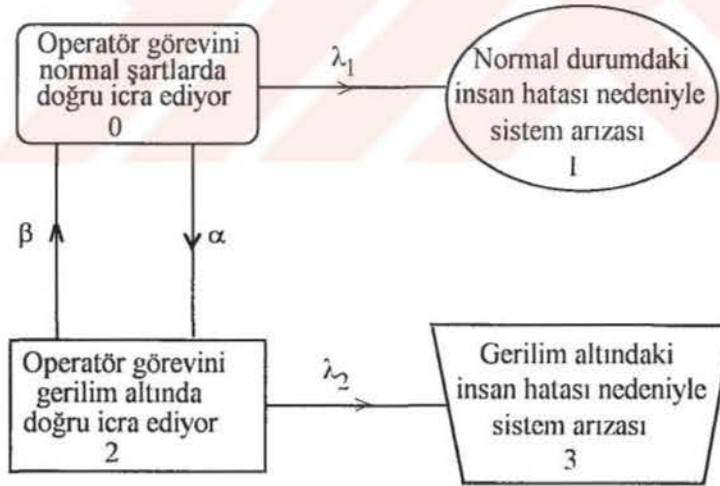 Operatör görevini
normal şartlarda
doğru icra ediyor
0
λ1
Normal durumdaki
insan hatası nedeniyle
sistem arızası
1
β
α
Operatör görevini
gerilim altında
doğru icra ediyor
2
λ2
Gerilim altındaki
insan hatası nedeniyle
sistem arızası
3